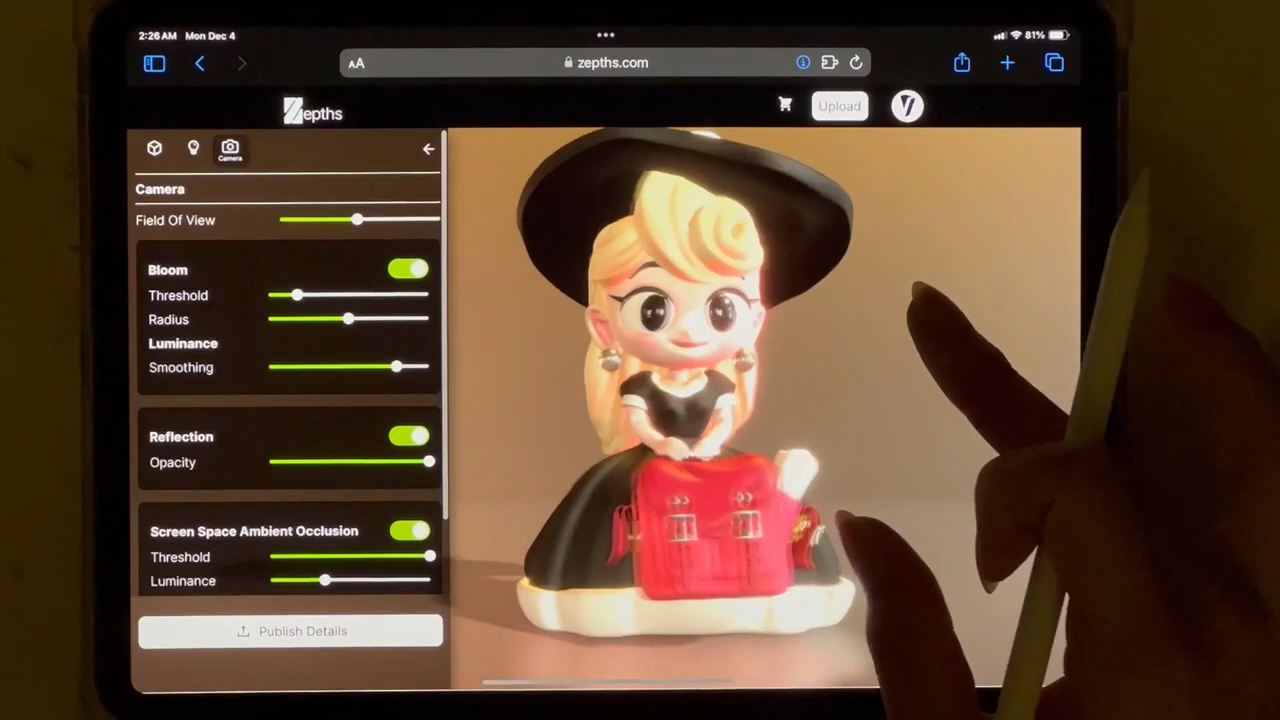 2:26 AM Mon Dec 4
81%
AA
zepths.com
Zepths
Upload
Camera
Camera
Field Of View
Bloom
Threshold
Radius
Luminance
Smoothing
Reflection
Opacity
Screen Space Ambient Occlusion
Threshold
Luminance
Publish Details